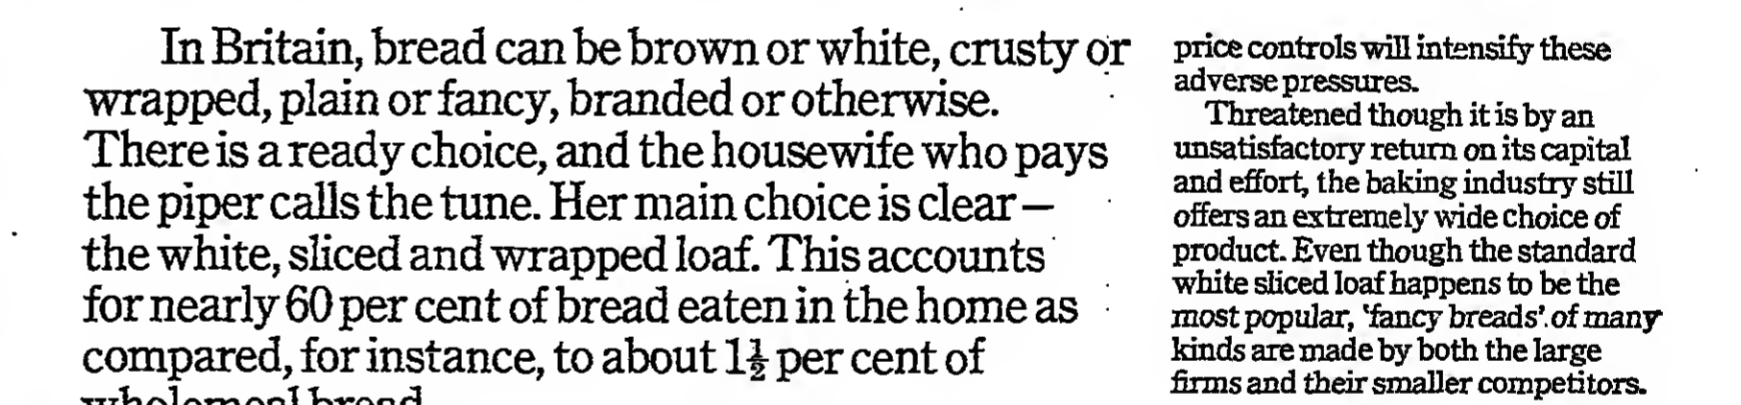 In Britain, bread can be brown or white, crusty or
wrapped, plain or fancy, branded or otherwise.
There is a ready choice, and the housewife who pays
the piper calls the tune. Her main choice is clear—
the white, sliced and wrapped loaf. This accounts
for nearly 60 per cent of bread eaten in the home as
compared, for instance, to about 1½ per cent of
wholemeal bread
price controls will intensify these
adverse pressures.
Threatened though it is by an
unsatisfactory return on its capital
and effort, the baking industry still
offers an extremely wide choice of
product. Even though the standard
white sliced loaf happens to be the
most popular, 'fancy breads' of many
kinds are made by both the large
firms and their smaller competitors.